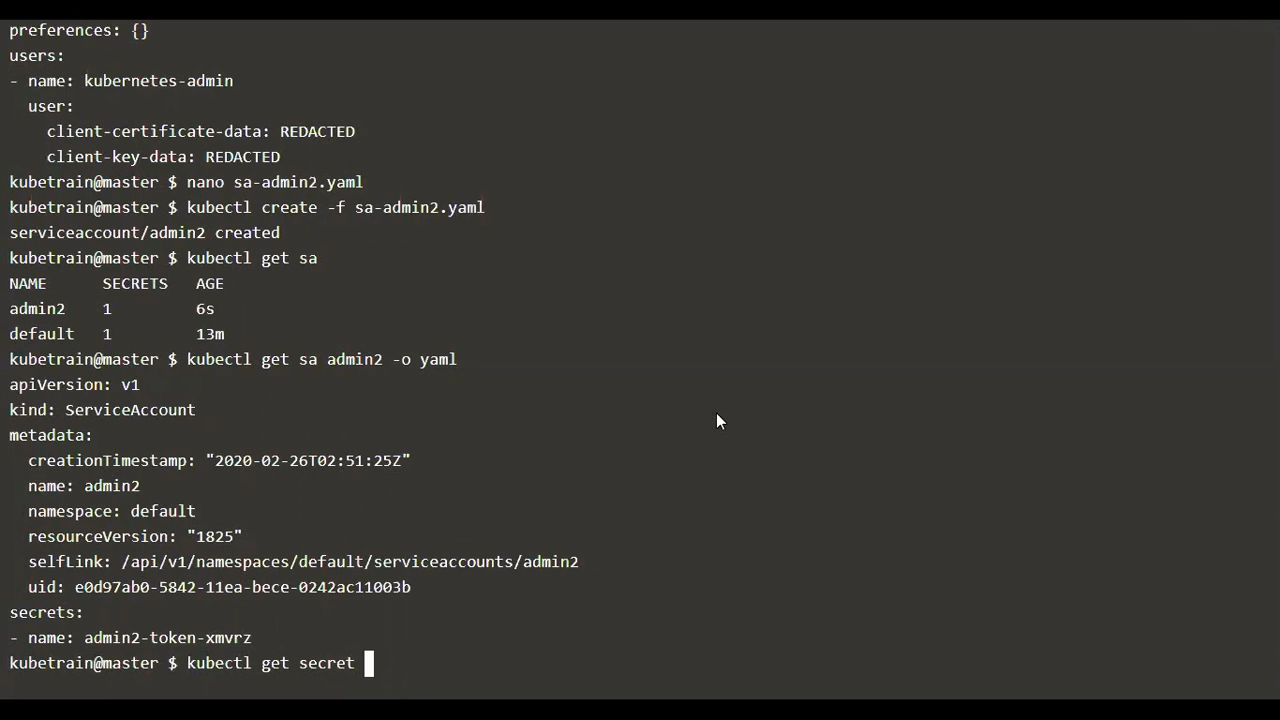 preferences: {}
users:
- name: kubernetes-admin
  user:
    client-certificate-data: REDACTED
    client-key-data: REDACTED
kubetrain@master $ nano sa-admin2.yaml
kubetrain@master $ kubectl create -f sa-admin2.yaml
serviceaccount/admin2 created
kubetrain@master $ kubectl get sa
NAME      SECRETS   AGE
admin2    1         6s
default   1         13m
kubetrain@master $ kubectl get sa admin2 -o yaml
apiVersion: v1
kind: ServiceAccount
metadata:
  creationTimestamp: "2020-02-26T02:51:25Z"
  name: admin2
  namespace: default
  resourceVersion: "1825"
  selfLink: /api/v1/namespaces/default/serviceaccounts/admin2
  uid: e0d97ab0-5842-11ea-bece-0242ac11003b
secrets:
- name: admin2-token-xmvrz
kubetrain@master $ kubectl get secret